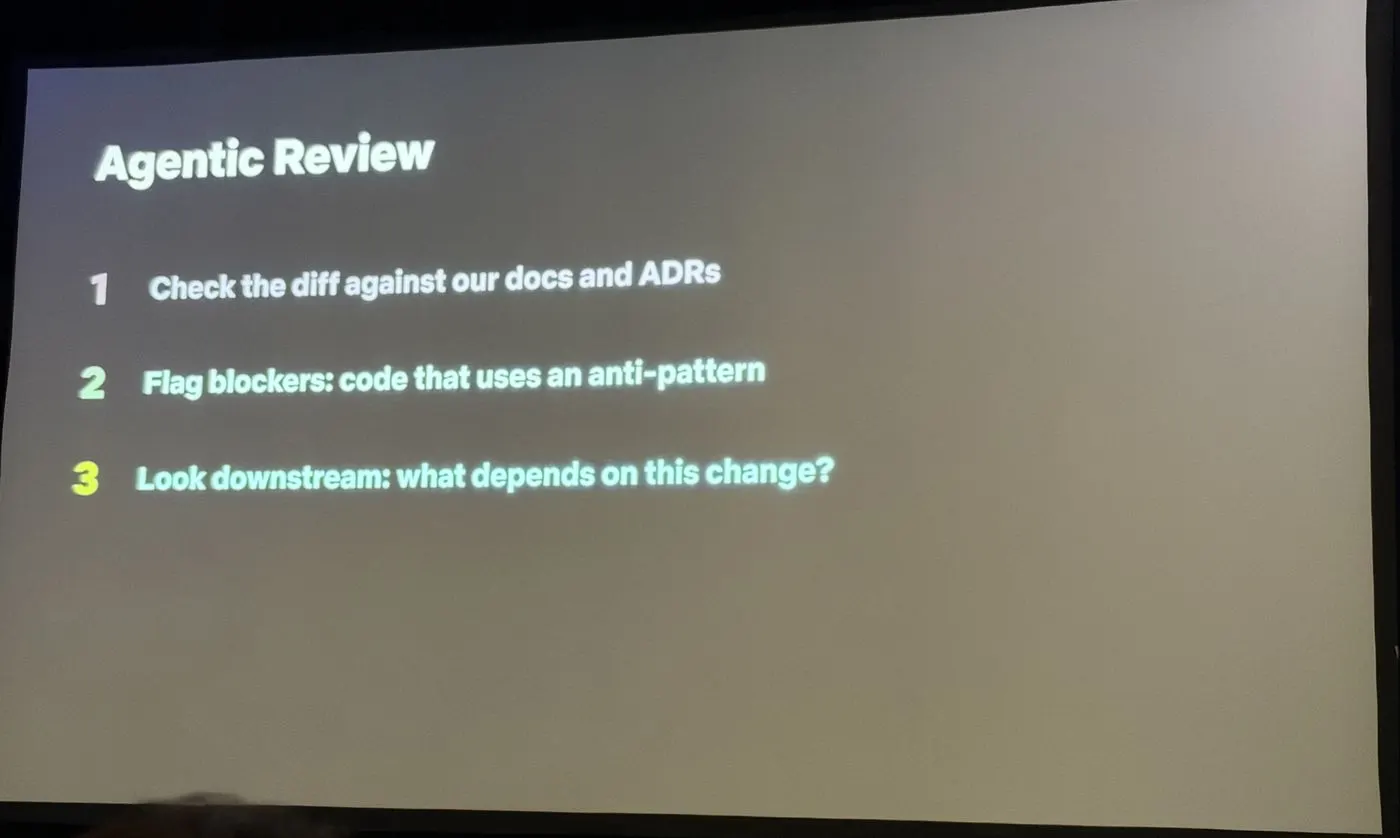 Agentic Review
1 Check the diff against our docs and ADRs
2 Flag blockers: code that uses an anti-pattern
3 Look downstream: what depends on this change?